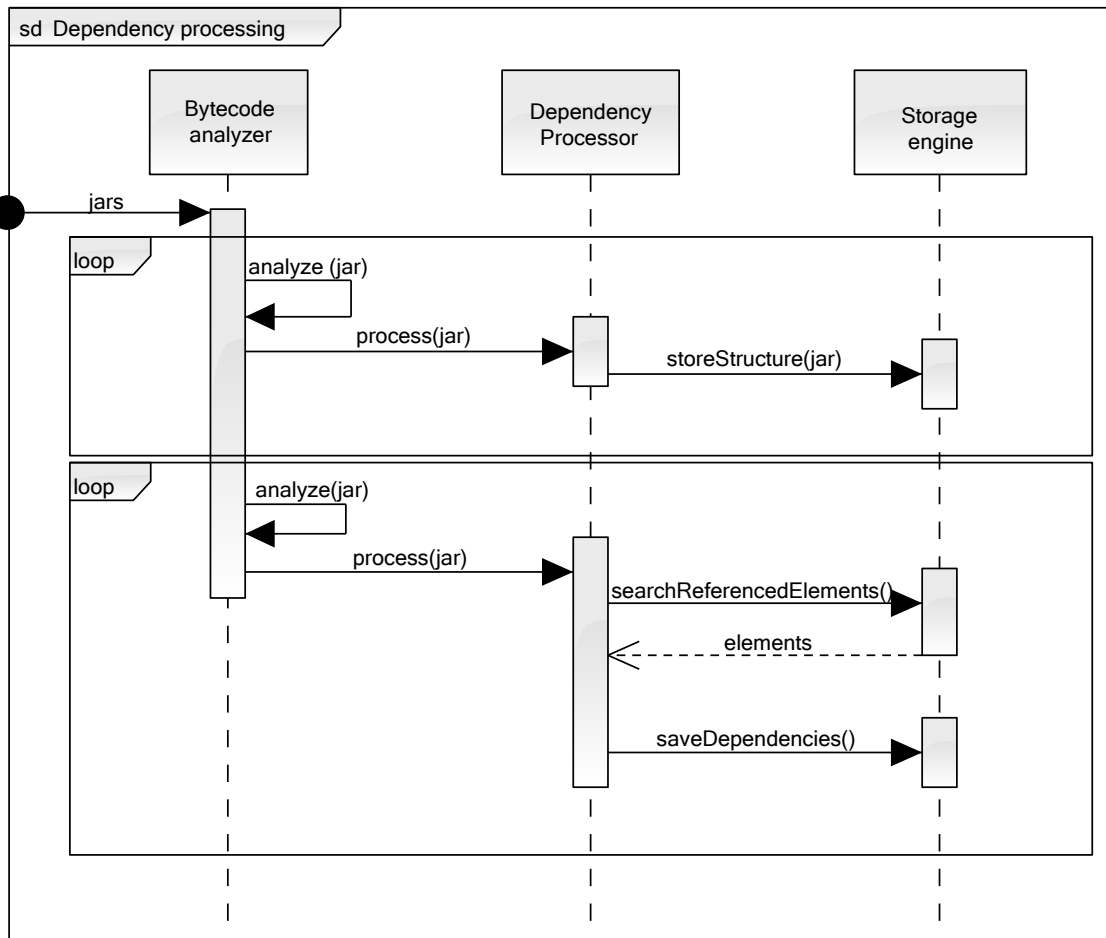 sd  Dependency processing
Bytecode
analyzer
Dependency
Processor
Storage
engine
jars
loop
analyze (jar)
process(jar)
storeStructure(jar)
loop
analyze(jar)
process(jar)
searchReferencedElements()
elements
saveDependencies()